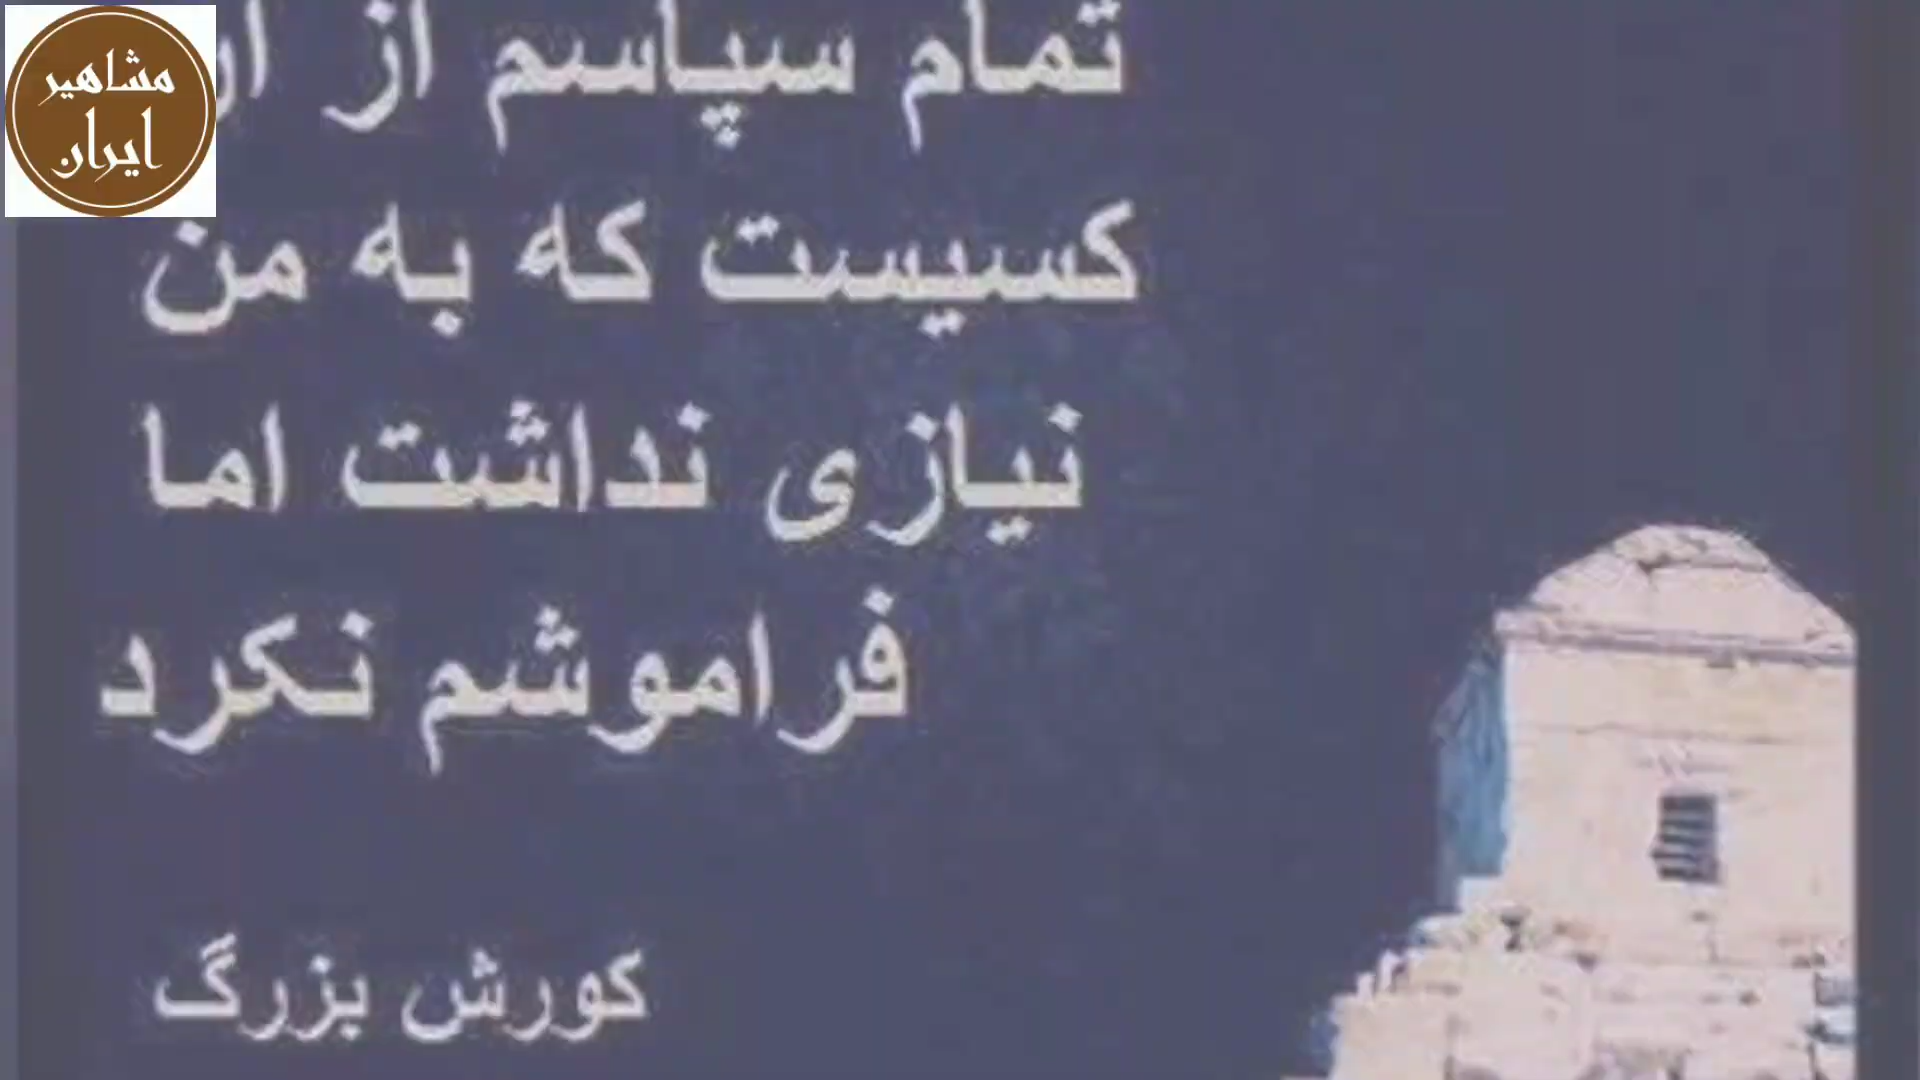 مشاهیر
ایران
تمام سپاسم از
کسیست که به من
نیازی نداشت اما
فراموشم نکرد
کورش بزرگ